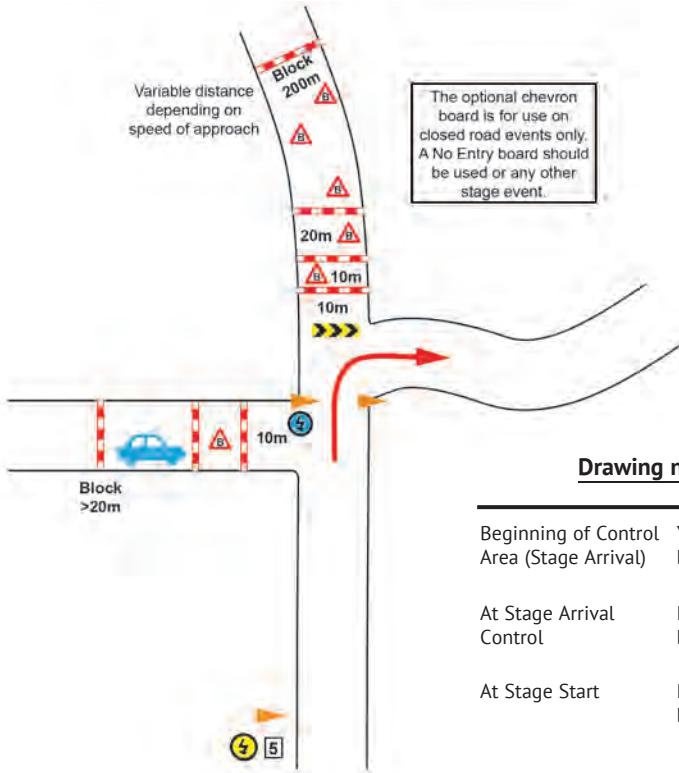 Block
200m
Variable distance
depending on
speed of approach
The optional chevron
board is for use on
closed road events only.
A No Entry board should
be used or any other
stage event.
B
B
B
20m B
B 10m
10m
B
10m
Block
>20m
Drawing
Beginning of Control
Area (Stage Arrival)
At Stage Arrival
Control
At Stage Start
5